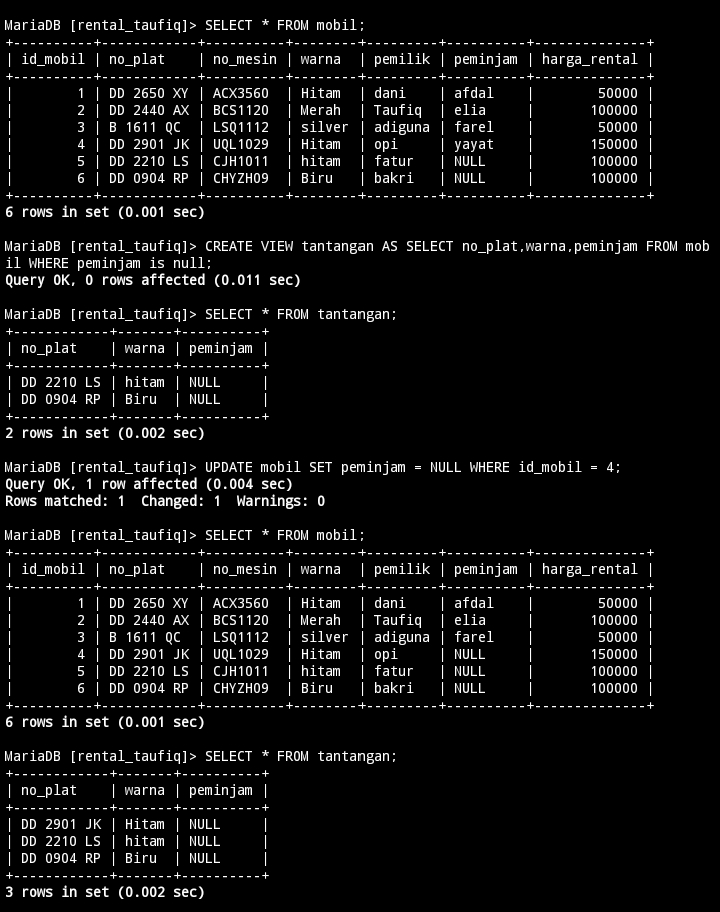 MariaDB [rental_taufiq]> SELECT * FROM mobil;
+----------+------------+----------+--------+---------+----------+--------------+
| id_mobil | no_plat    | no_mesin | warna  | pemilik | peminjam | harga_rental |
+----------+------------+----------+--------+---------+----------+--------------+
|        1 | DD 2650 XY | ACX3560  | Hitam  | dani    | afdal    |        50000 |
|        2 | DD 2440 AX | BCS1120  | Merah  | Taufiq  | elia     |       100000 |
|        3 | B 1611 QC  | LSQ1112  | silver | adiguna | farel    |        50000 |
|        4 | DD 2901 JK | UQL1029  | Hitam  | opi     | yayat    |       150000 |
|        5 | DD 2210 LS | CJH1011  | hitam  | fatur   | NULL     |       100000 |
|        6 | DD 0904 RP | CHYZH09  | Biru   | bakri   | NULL     |       100000 |
+----------+------------+----------+--------+---------+----------+--------------+
6 rows in set (0.001 sec)

MariaDB [rental_taufiq]> CREATE VIEW tantangan AS SELECT no_plat,warna,peminjam FROM mob
il WHERE peminjam is null;
Query OK, 0 rows affected (0.011 sec)

MariaDB [rental_taufiq]> SELECT * FROM tantangan;
+------------+-------+----------+
| no_plat    | warna | peminjam |
+------------+-------+----------+
| DD 2210 LS | hitam | NULL     |
| DD 0904 RP | Biru  | NULL     |
+------------+-------+----------+
2 rows in set (0.002 sec)

MariaDB [rental_taufiq]> UPDATE mobil SET peminjam = NULL WHERE id_mobil = 4;
Query OK, 1 row affected (0.004 sec)
Rows matched: 1  Changed: 1  Warnings: 0

MariaDB [rental_taufiq]> SELECT * FROM mobil;
+----------+------------+----------+--------+---------+----------+--------------+
| id_mobil | no_plat    | no_mesin | warna  | pemilik | peminjam | harga_rental |
+----------+------------+----------+--------+---------+----------+--------------+
|        1 | DD 2650 XY | ACX3560  | Hitam  | dani    | afdal    |        50000 |
|        2 | DD 2440 AX | BCS1120  | Merah  | Taufiq  | elia     |       100000 |
|        3 | B 1611 QC  | LSQ1112  | silver | adiguna | farel    |        50000 |
|        4 | DD 2901 JK | UQL1029  | Hitam  | opi     | NULL     |       150000 |
|        5 | DD 2210 LS | CJH1011  | hitam  | fatur   | NULL     |       100000 |
|        6 | DD 0904 RP | CHYZH09  | Biru   | bakri   | NULL     |       100000 |
+----------+------------+----------+--------+---------+----------+--------------+
6 rows in set (0.001 sec)

MariaDB [rental_taufiq]> SELECT * FROM tantangan;
+------------+-------+----------+
| no_plat    | warna | peminjam |
+------------+-------+----------+
| DD 2901 JK | Hitam | NULL     |
| DD 2210 LS | hitam | NULL     |
| DD 0904 RP | Biru  | NULL     |
+------------+-------+----------+
3 rows in set (0.002 sec)